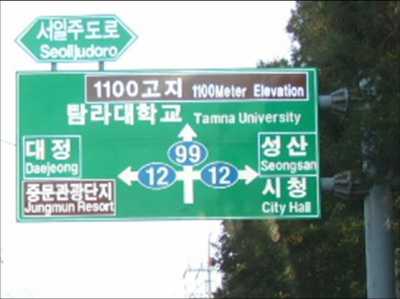 서일주도로
Seoiljudoro
1100고지 1100Meter Elevation
탐라대학교 Tamna University
대정
Daejeong
99
성산
Seongsan
12
12
중문관광단지
Jungmun Resort
시청
City Hall